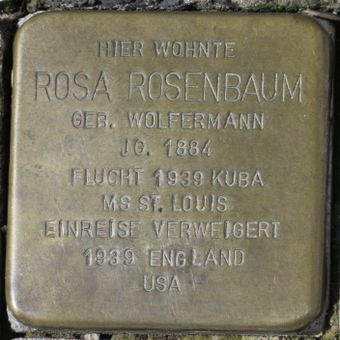 HIER WOHNTE
ROSA ROSENBAUM
GEB. WOLFERMANN
JG. 1884
FLUCHT 1939 KUBA
MS ST. LOUIS
EINREISE VERWEIGERT
1939 ENGLAND
USA